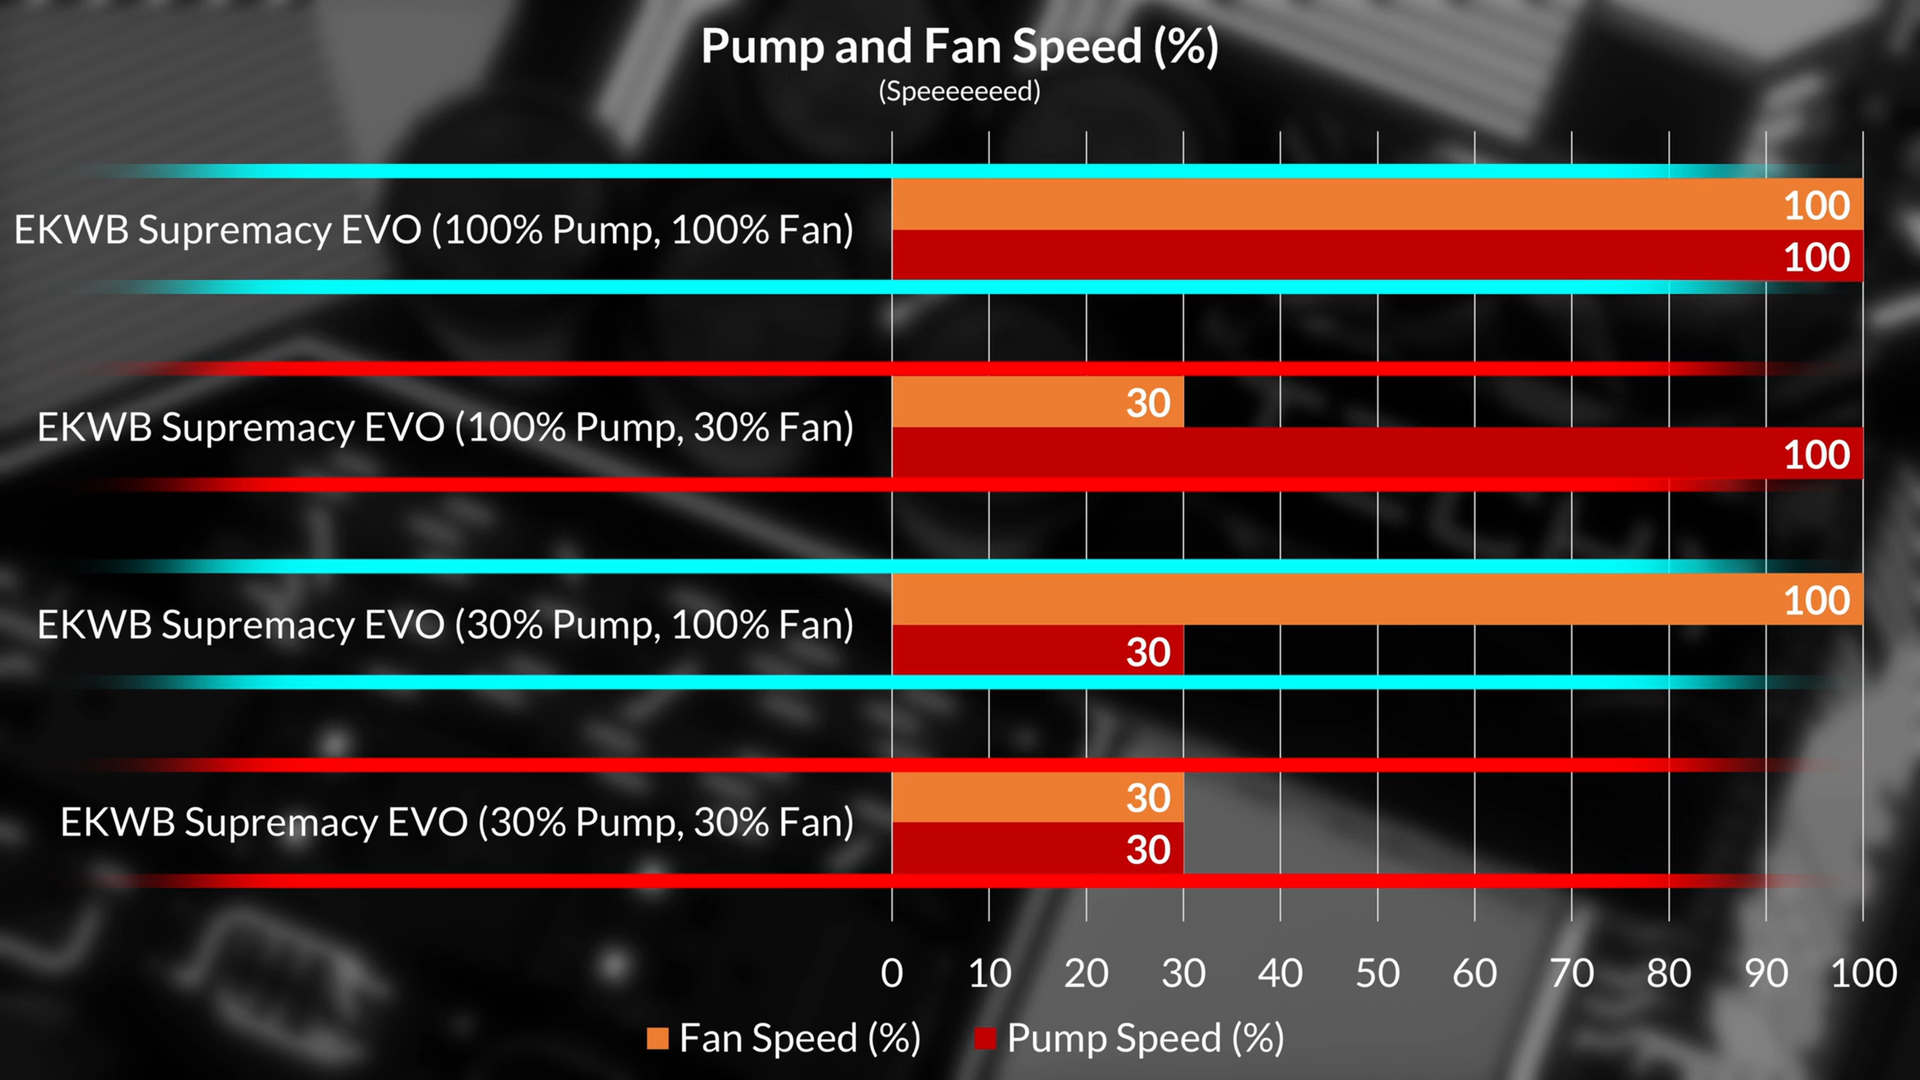 Pump and Fan Speed (%)
(Speeeeeeed)
EKWB Supremacy EVO (100% Pump, 100% Fan)
100
100
EKWB Supremacy EVO (100% Pump, 30% Fan)
30
100
EKWB Supremacy EVO (30% Pump, 100% Fan)
100
30
EKWB Supremacy EVO (30% Pump, 30% Fan)
30
30
0 10 20 30 40 50 60 70 80 90 100
Fan Speed (%) Pump Speed (%)